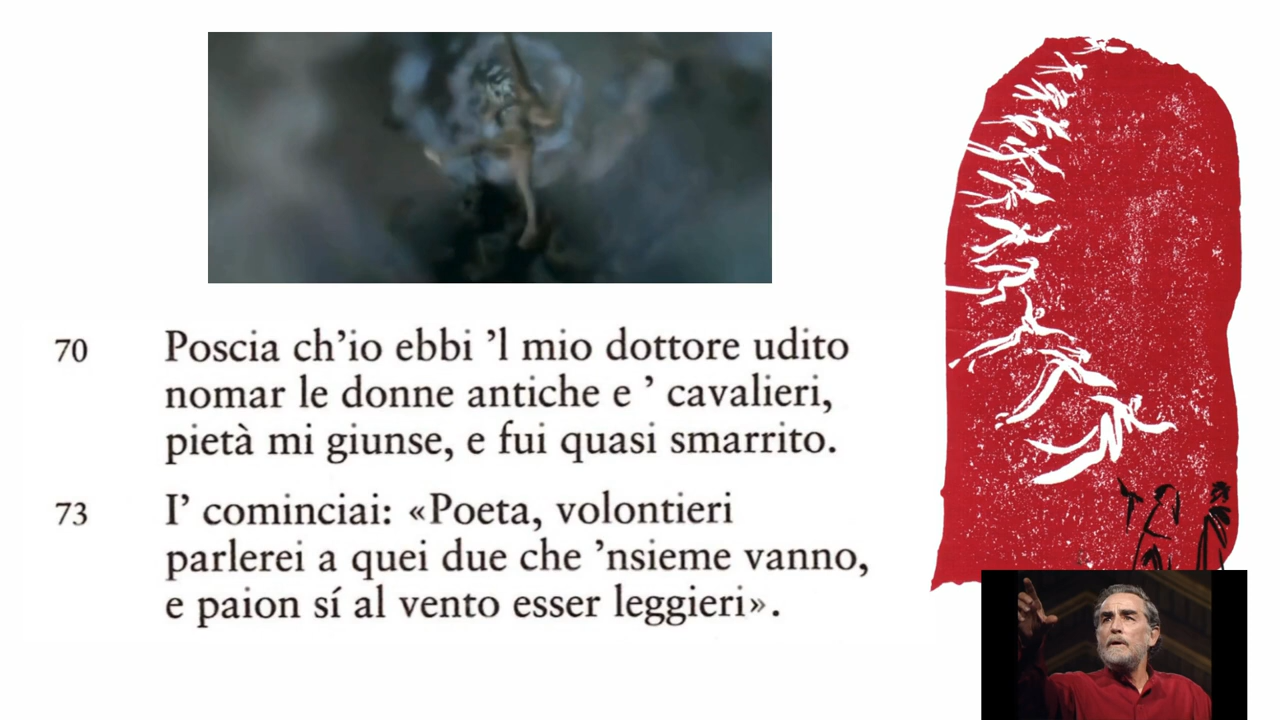 70 Poscia ch’io ebbi ’l mio dottore udito
nomar le donne antiche e ’ cavalieri,
pietà mi giunse, e fui quasi smarrito.
73 I’ cominciai: «Poeta, volontieri
parlerei a quei due che ’nsieme vanno,
e paion sí al vento esser leggieri».